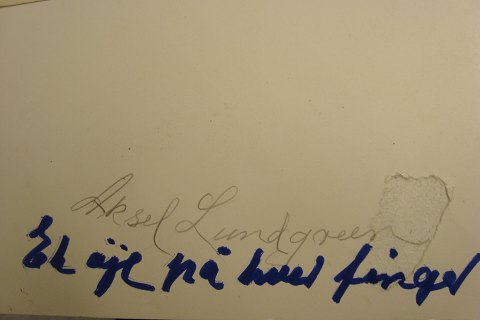 Aksel Lundgreen
Et øje på hver finger